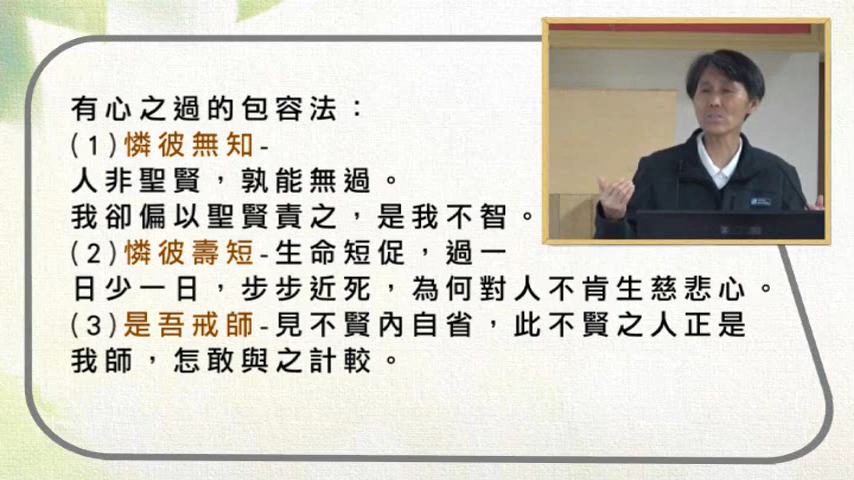 有心之過的包容法：
(1)憐彼無知-
人非聖賢，孰能無過。
我卻偏以聖賢責之，是我不智。
(2)憐彼壽短-生命短促，過一
日少一日，步步近死，為何對人不肯生慈悲心。
(3)是吾戒師-見不賢內自省，此不賢之人正是
我師，怎敢與之計較。